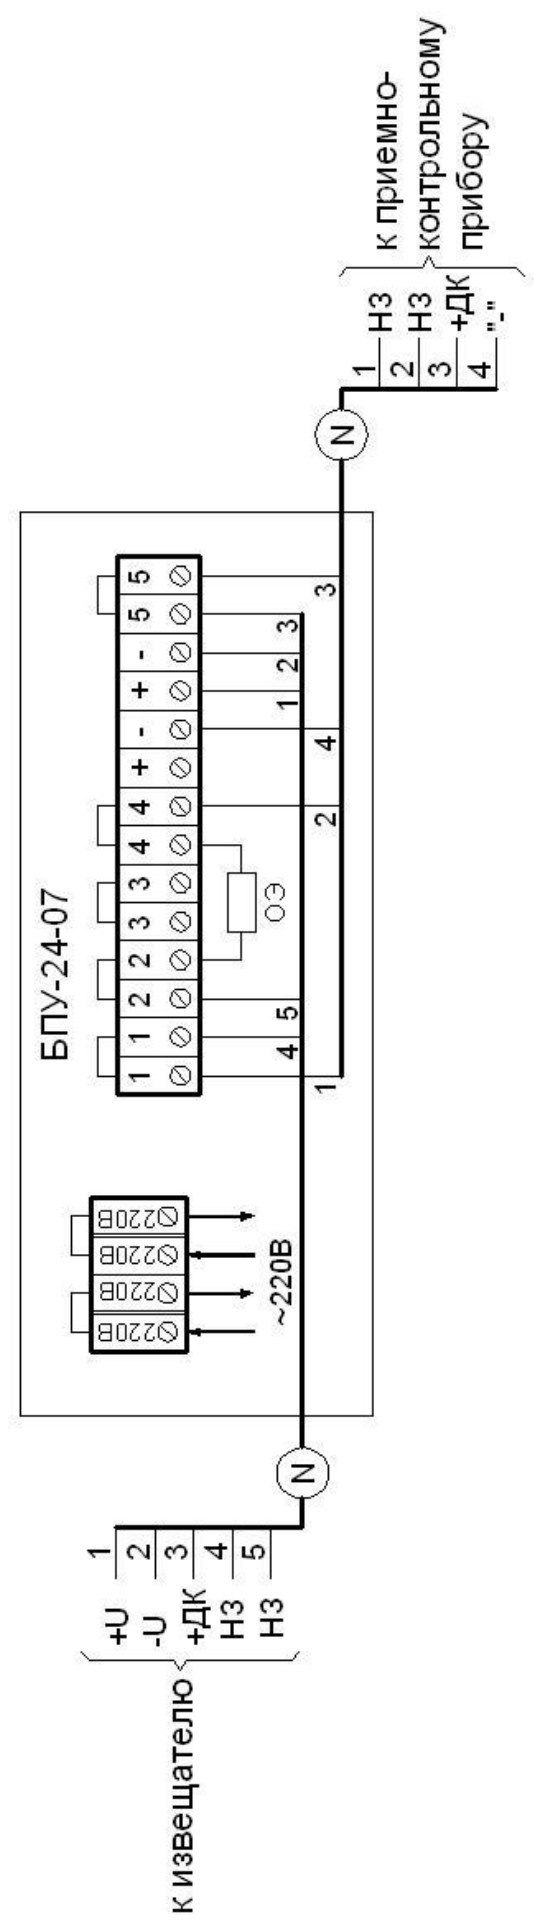 БПУ-24-07
220В 220В 220В 220В
~220В
1 1 2 2 3 3 4 4 + - + - 5 5
ОЭ
4 5 1 2 3
1 2 4 3
N
N
к извещателю
+U 1
-U 2
+ДК 3
НЗ 4
НЗ 5
1 НЗ
2 НЗ
3 +ДК
4 "-"
к приемно-
контрольному
прибору